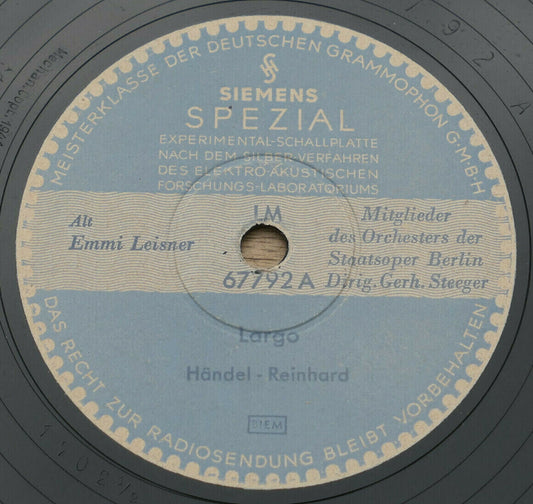 MEISTERKLASSE DER DEUTSCHEN GRAMMOPHON G·M·B·H
SIEMENS
SPEZIAL
EXPERIMENTAL-SCHALLPLATTE
NACH DEM SIEBER-VERFAHREN
DES ELEKTRO AKUSTISCHEN
FORSCHUNGS-LABORATORIUMS
Alt
Emmi Leisner
LM
67792 A
Mitglieder
des Orchesters der
Staatsoper Berlin
Dirig. Gerh. Steeger
Largo
Händel - Reinhard
BIEM
DAS RECHT ZUR RADIOSENDUNG BLEIBT VORBEHALTEN